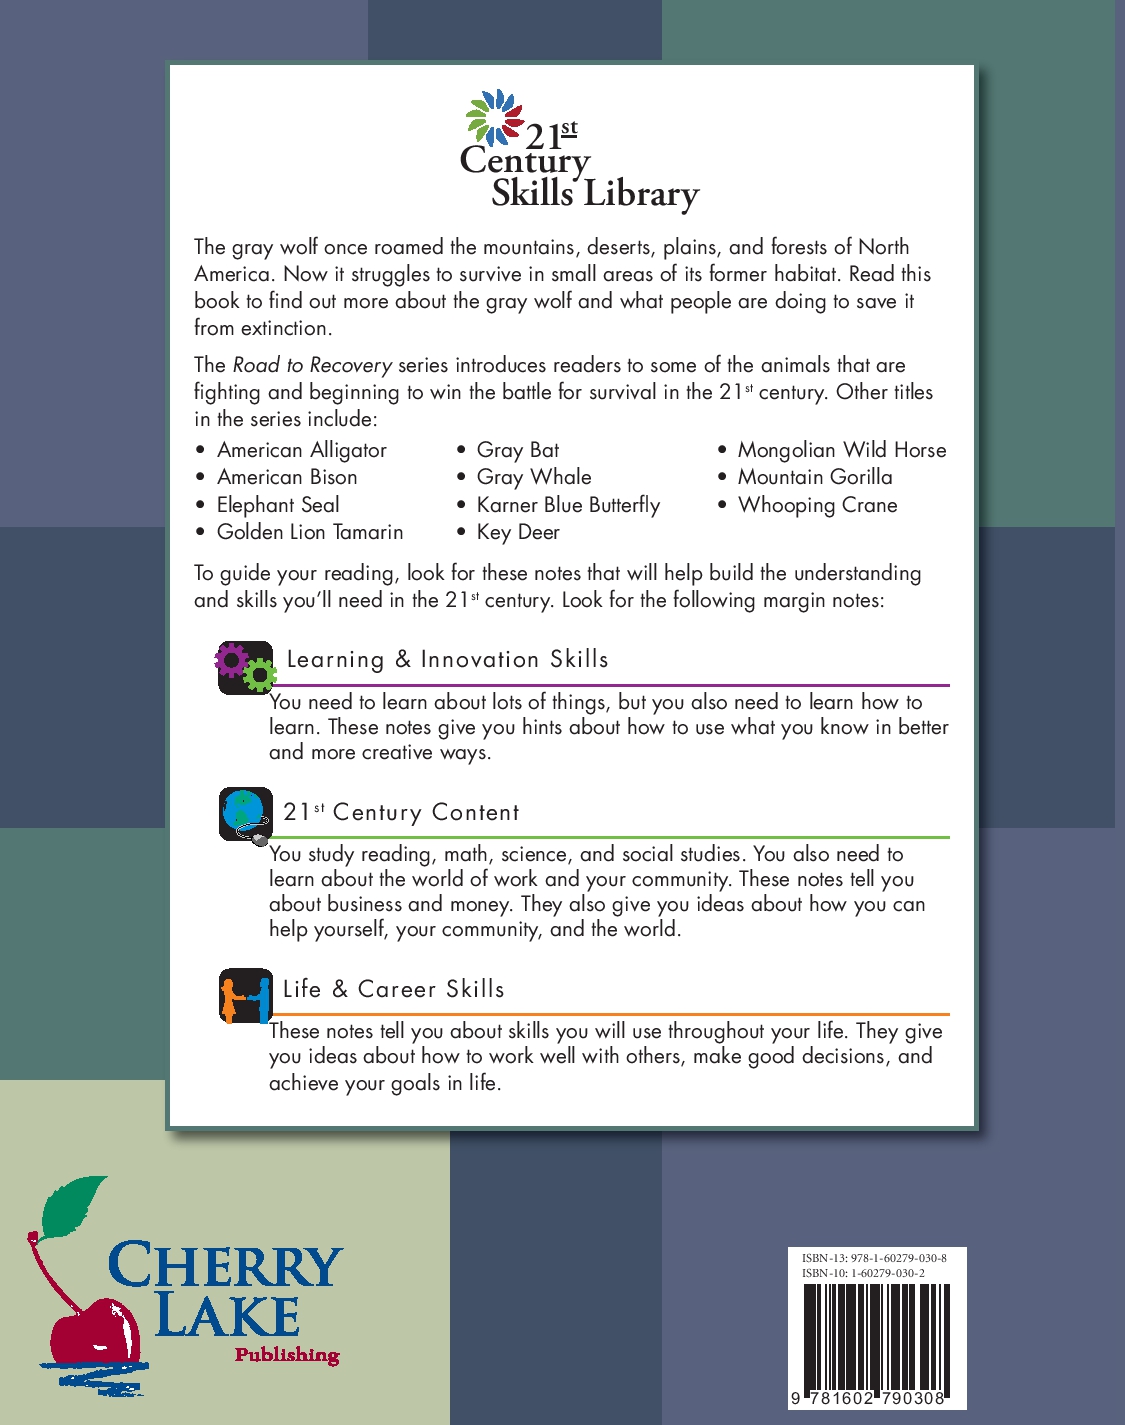 21st
Century
Skills Library
The gray wolf once roamed the mountains, deserts, plains, and forests of North
America. Now it struggles to survive in small areas of its former habitat. Read this
book to find out more about the gray wolf and what people are doing to save it
from extinction.
The Road to Recovery series introduces readers to some of the animals that are
fighting and beginning to win the battle for survival in the 21st century. Other titles
in the series include:
• American Alligator
• American Bison
• Elephant Seal
• Golden Lion Tamarin
• Gray Bat
• Gray Whale
• Karner Blue Butterfly
• Key Deer
• Mongolian Wild Horse
• Mountain Gorilla
• Whooping Crane
To guide your reading, look for these notes that will help build the understanding
and skills you'll need in the 21st century. Look for the following margin notes:
Learning & Innovation Skills
You need to learn about lots of things, but you also need to learn how to
learn. These notes give you hints about how to use what you know in better
and more creative ways.
21st Century Content
You study reading, math, science, and social studies. You also need to
learn about the world of work and your community. These notes tell you
about business and money. They also give you ideas about how you can
help yourself, your community, and the world.
Life & Career Skills
These notes tell you about skills you will use throughout your life. They give
you ideas about how to work well with others, make good decisions, and
achieve your goals in life.
CHERRY
LAKE
Publishing
ISBN-13: 978-1-60279-030-8
ISBN-10: 1-60279-030-2
9 781602 790308